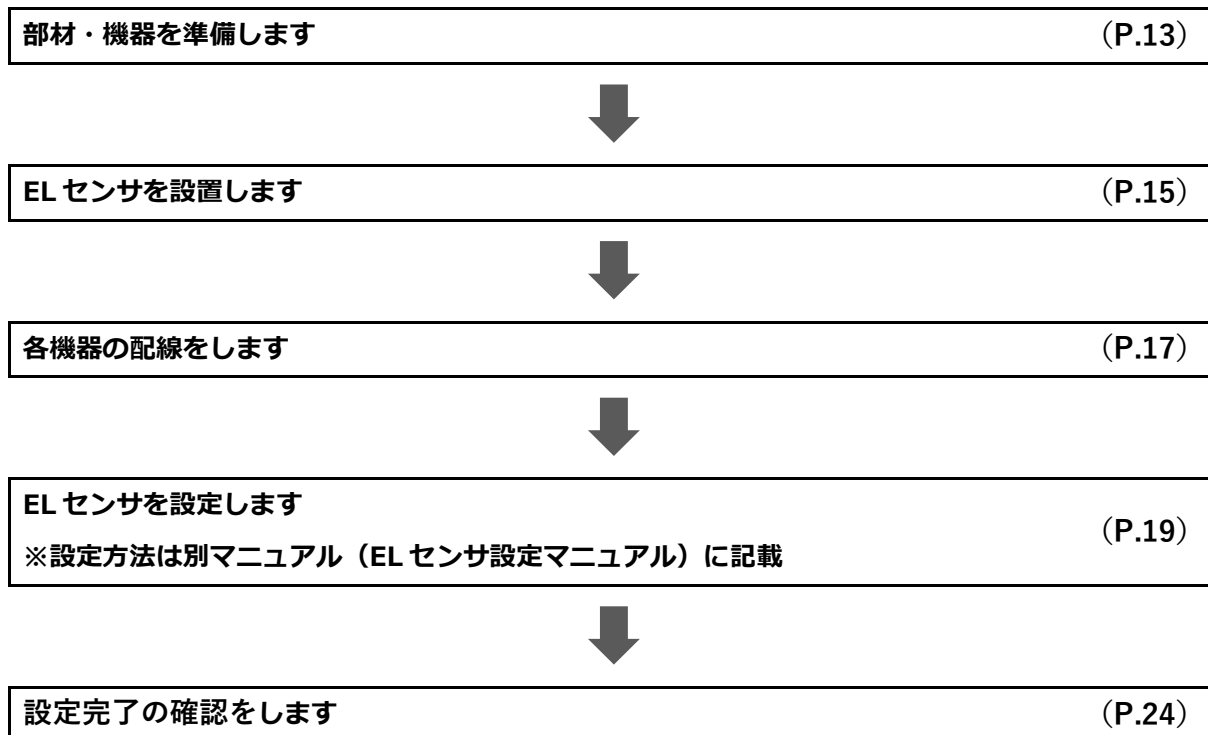 部材・機器を準備します （P.13）
EL センサを設置します （P.15）
各機器の配線をします （P.17）
EL センサを設定します
（P.19）
※設定方法は別マニュアル（EL センサ設定マニュアル）に記載
設定完了の確認をします （P.24）